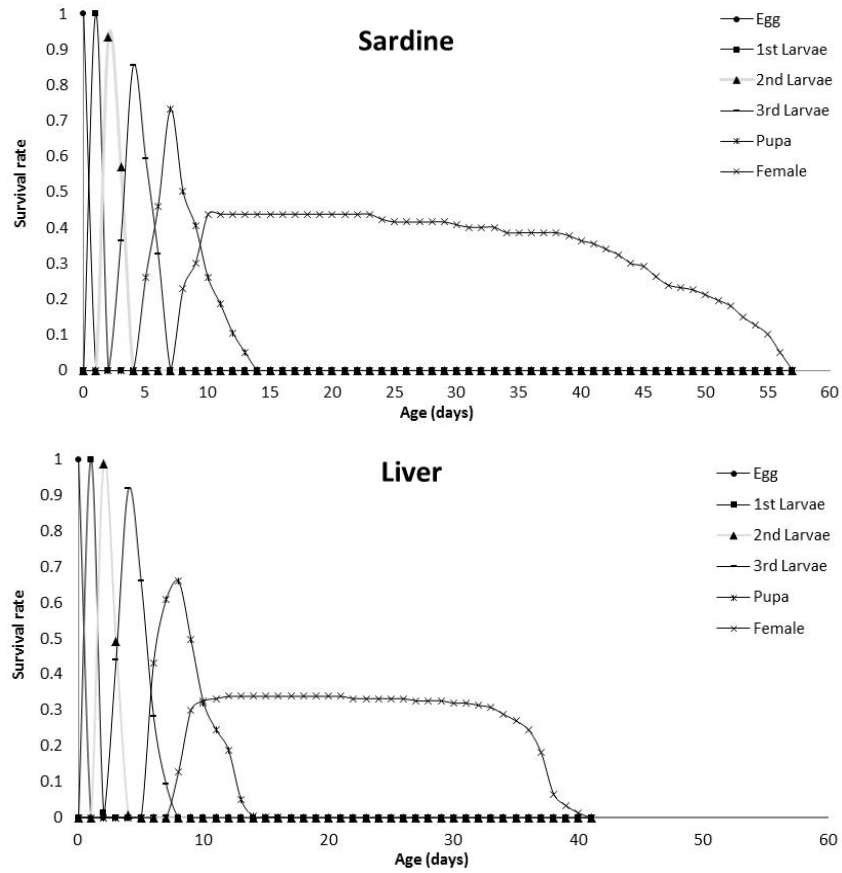 Sardine
Survival rate
1
0.9
0.8
0.7
0.6
0.5
0.4
0.3
0.2
0.1
0
0 5 10 15 20 25 30 35 40 45 50 55 60
Age (days)
Egg
1st Larvae
2nd Larvae
3rd Larvae
Pupa
Female
Liver
Survival rate
1
0.9
0.8
0.7
0.6
0.5
0.4
0.3
0.2
0.1
0
0 10 20 30 40 50 60
Age (days)
Egg
1st Larvae
2nd Larvae
3rd Larvae
Pupa
Female